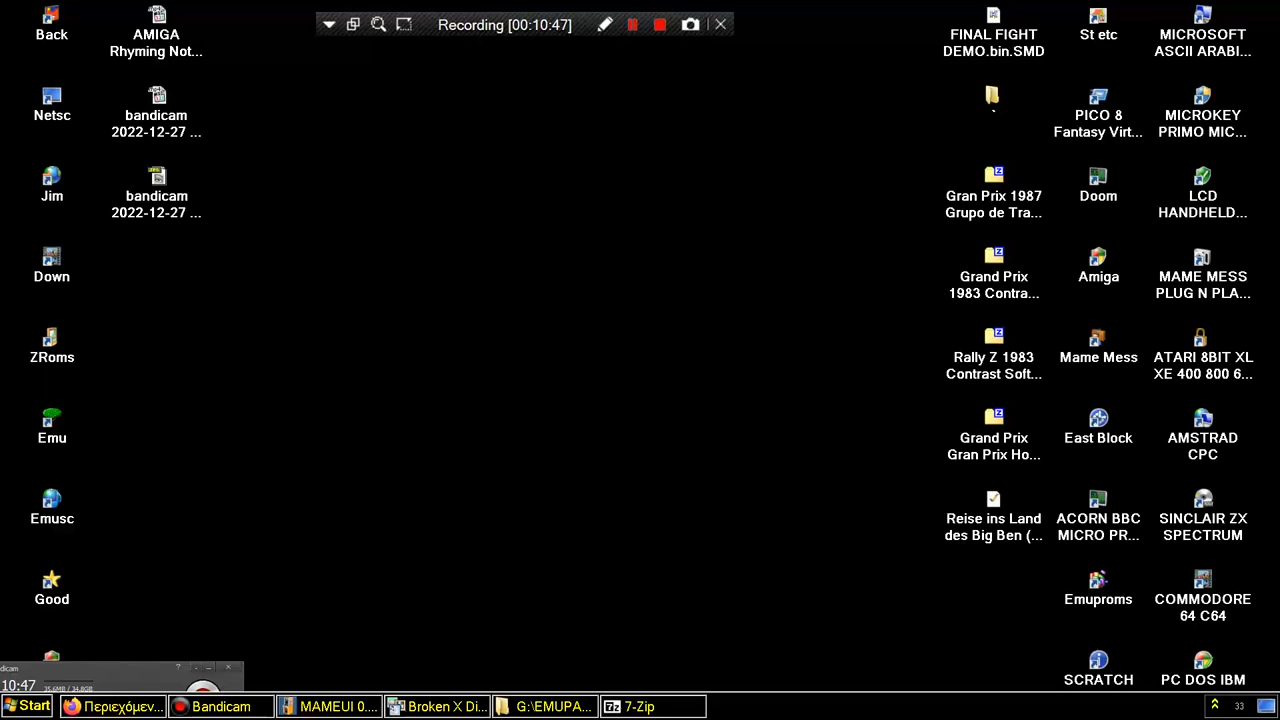 Recording [00:10:47]
Back
AMIGA
Rhyming Not...
Netsc
bandicam
2022-12-27 ...
Jim
bandicam
2022-12-27 ...
Down
ZRoms
Emu
Emusc
Good
FINAL FIGHT
DEMO.bin.SMD
St etc
MICROSOFT
ASCII ARABI...
PICO 8
Fantasy Virt...
MICROKEY
PRIMO MIC...
Gran Prix 1987
Grupo de Tra...
Doom
LCD
HANDHELD...
Grand Prix
1983 Contra...
Amiga
MAME MESS
PLUG N PLA...
Rally Z 1983
Contrast Soft...
Mame Mess
ATARI 8BIT XL
XE 400 800 6...
Grand Prix
Gran Prix Ho...
East Block
AMSTRAD
CPC
Reise ins Land
des Big Ben (...
ACORN BBC
MICRO PR...
SINCLAIR ZX
SPECTRUM
Emuproms
COMMODORE
64 C64
SCRATCH
PC DOS IBM
dicam
10:47
35.6MB / 34.8GB
Start
Περιεχόμεν...
Bandicam
MAMEUI 0....
Broken X Di...
G:\EMUPA...
7-Zip
33